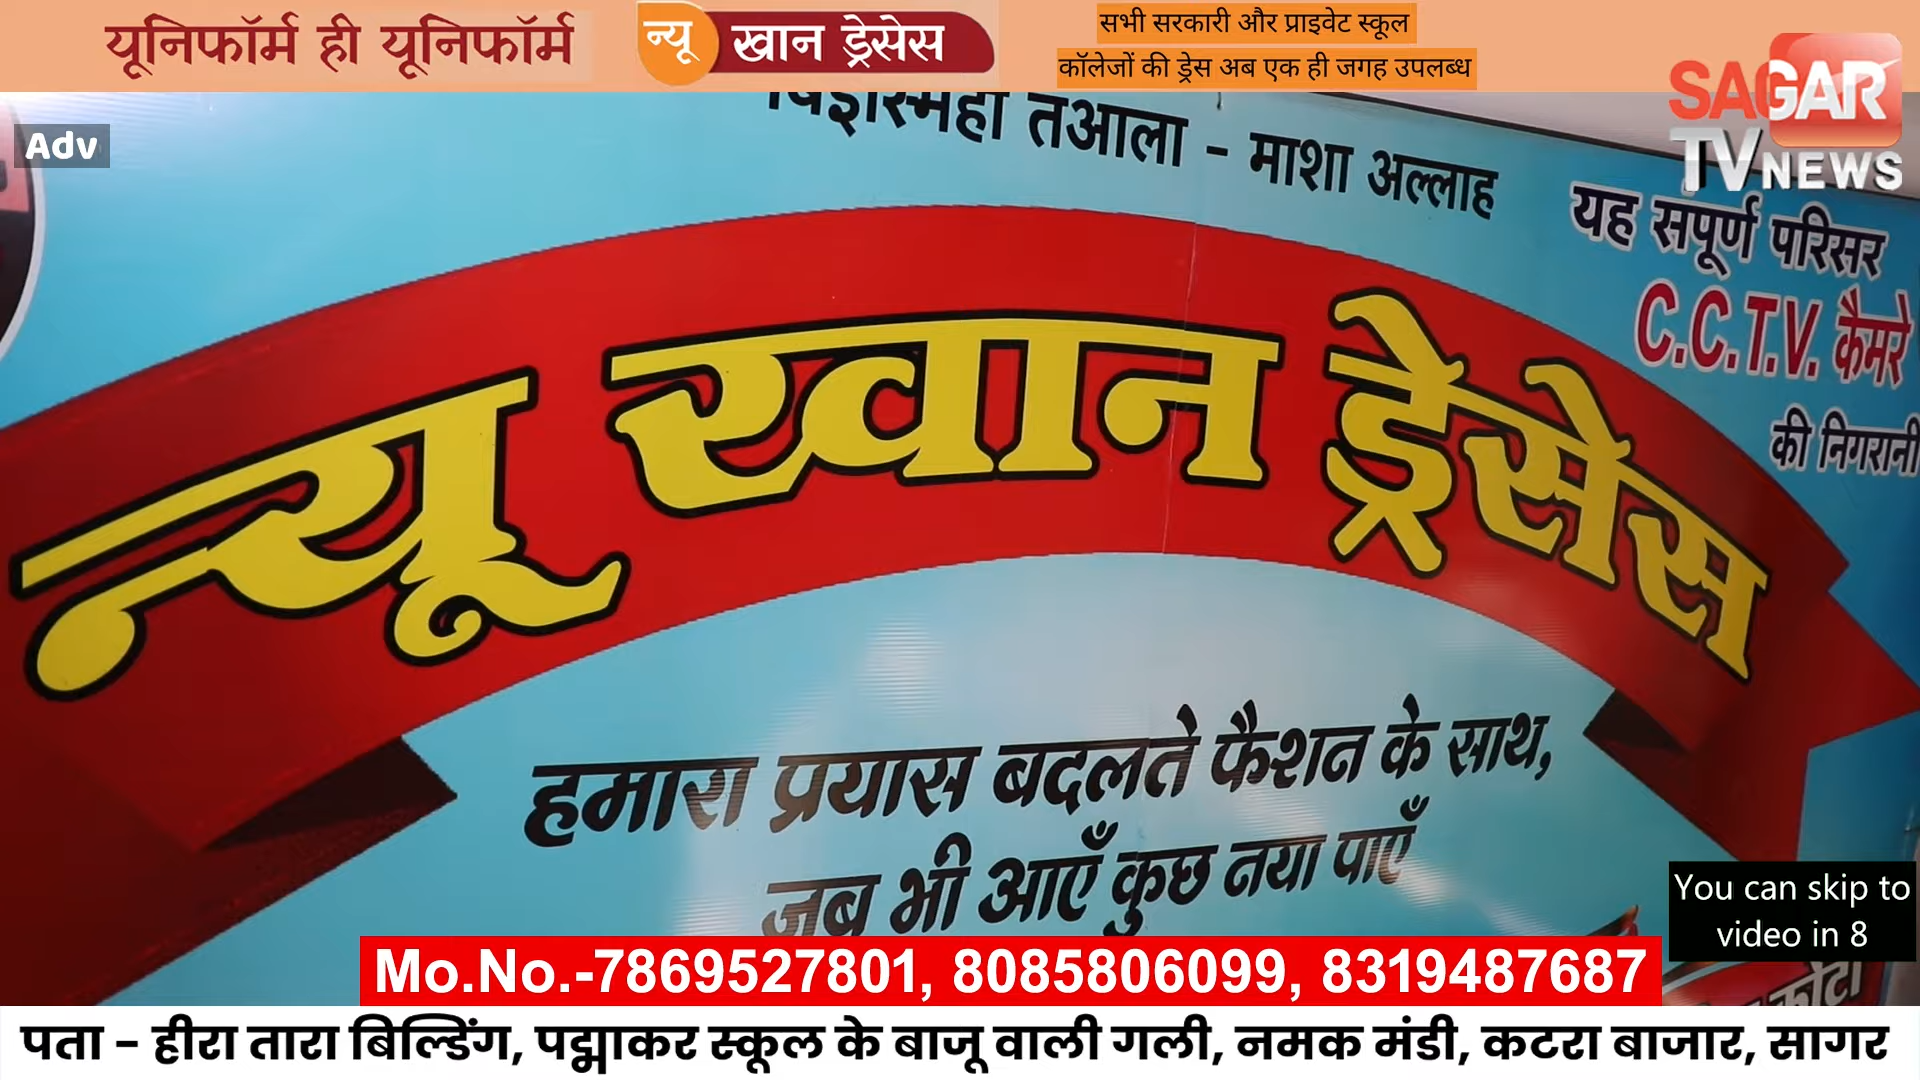 यूनिफॉर्म ही यूनिफॉर्म
न्यू खान ड्रेसेस
सभी सरकारी और प्राइवेट स्कूल
कॉलेजों की ड्रेस अब एक ही जगह उपलब्ध
SAGAR
TV NEWS
Adv
तआला - माशा अल्लाह
यह संपूर्ण परिसर
C.C.T.V. कैमरे
की निगरानी
न्यू खान ड्रेसेस
हमारा प्रयास बदलते फैशन के साथ,
जब भी आएँ कुछ नया पाएँ
You can skip to
video in 8
Mo.No.-7869527801, 8085806099, 8319487687
पता - हीरा तारा बिल्डिंग, पद्माकर स्कूल के बाजू वाली गली, नमक मंडी, कटरा बाजार, सागर